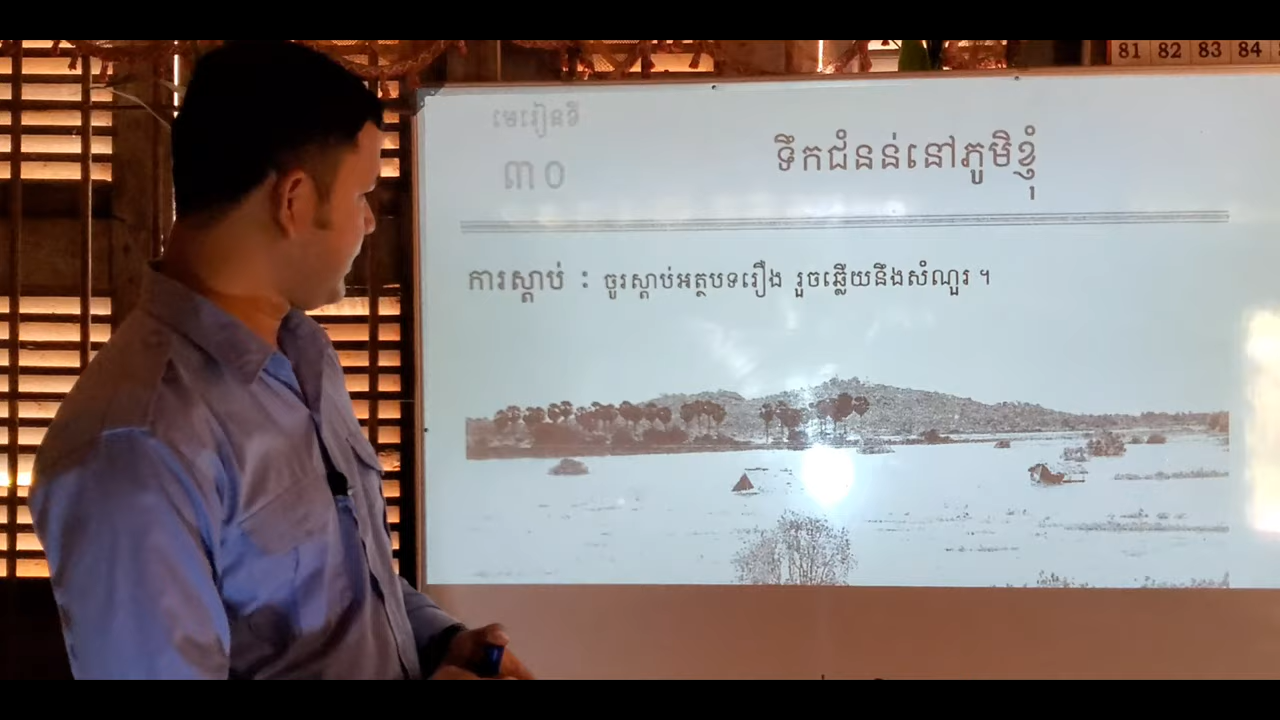 81 82 83 84
មេរៀនទី
៣០
ទឹកជំនន់នៅភូមិខ្ញុំ
ការស្តាប់ ៖ ចូរស្តាប់អត្ថបទរឿង រួចឆ្លើយនឹងសំណួរ ។